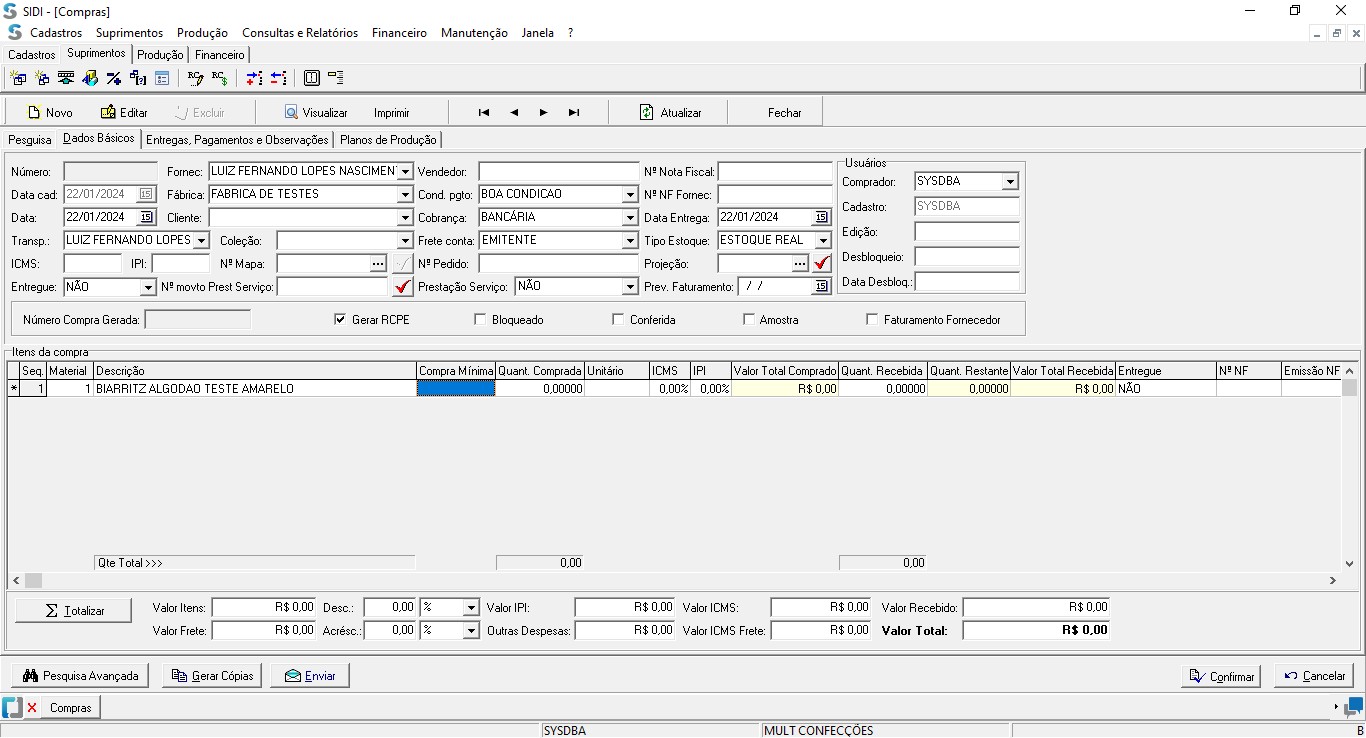 SIDI - [Compras]
Cadastros Suprimentos Produção Consultas e Relatórios Financeiro Manutenção Janela ?
Cadastros Suprimentos Produção Financeiro
Novo Editar Excluir Visualizar Imprimir Atualizar Fechar
Pesquisa Dados Básicos Entregas, Pagamentos e Observações Planos de Produção
Número: Fornec: LUIZ FERNANDO LOPES NASCIMEN Vendedor: Nº Nota Fiscal:
Data cad: 22/01/2024 15 Fábrica: FABRICA DE TESTES Cond. pgto: BOA CONDICAO Nº NF Fornec:
Data: 22/01/2024 15 Cliente: Cobrança: BANCÁRIA Data Entrega: 22/01/2024 15
Transp.: LUIZ FERNANDO LOPES Coleção: Frete conta: EMITENTE Tipo Estoque: ESTOQUE REAL
ICMS: IPI: Nº Mapa: ... Nº Pedido: Projeção: ...
Entregue: NÃO Nº movto Prest Serviço: Prestação Serviço: NÃO Prev. Faturamento: / / 15
Usuários
Comprador: SYSDBA
Cadastro: SYSDBA
Edição:
Desbloqueio:
Data Desbloq.:
Número Compra Gerada: Gerar RCPE Bloqueado Conferida Amostra Faturamento Fornecedor
Itens da compra
Seq. Material Descrição Compra Mínima Quant. Comprada Unitário ICMS IPI Valor Total Comprado Quant. Recebida Quant. Restante Valor Total Recebida Entregue Nº NF Emissão NF
* 1 1 BIARRITZ ALGODAO TESTE AMARELO 0,00000 0,00% 0,00% R$ 0,00 0,00000 0,00000 R$ 0,00 NÃO
Qte Total >>> 0,00 0,00
Σ Totalizar Valor Itens: R$ 0,00 Desc.: 0,00 % Valor IPI: R$ 0,00 Valor ICMS: R$ 0,00 Valor Recebido: R$ 0,00
Valor Frete: R$ 0,00 Acrésc.: 0,00 % Outras Despesas: R$ 0,00 Valor ICMS Frete: R$ 0,00 Valor Total: R$ 0,00
Pesquisa Avançada Gerar Cópias Enviar Confirmar Cancelar
Compras
SYSDBA MULT CONFECÇÕES B